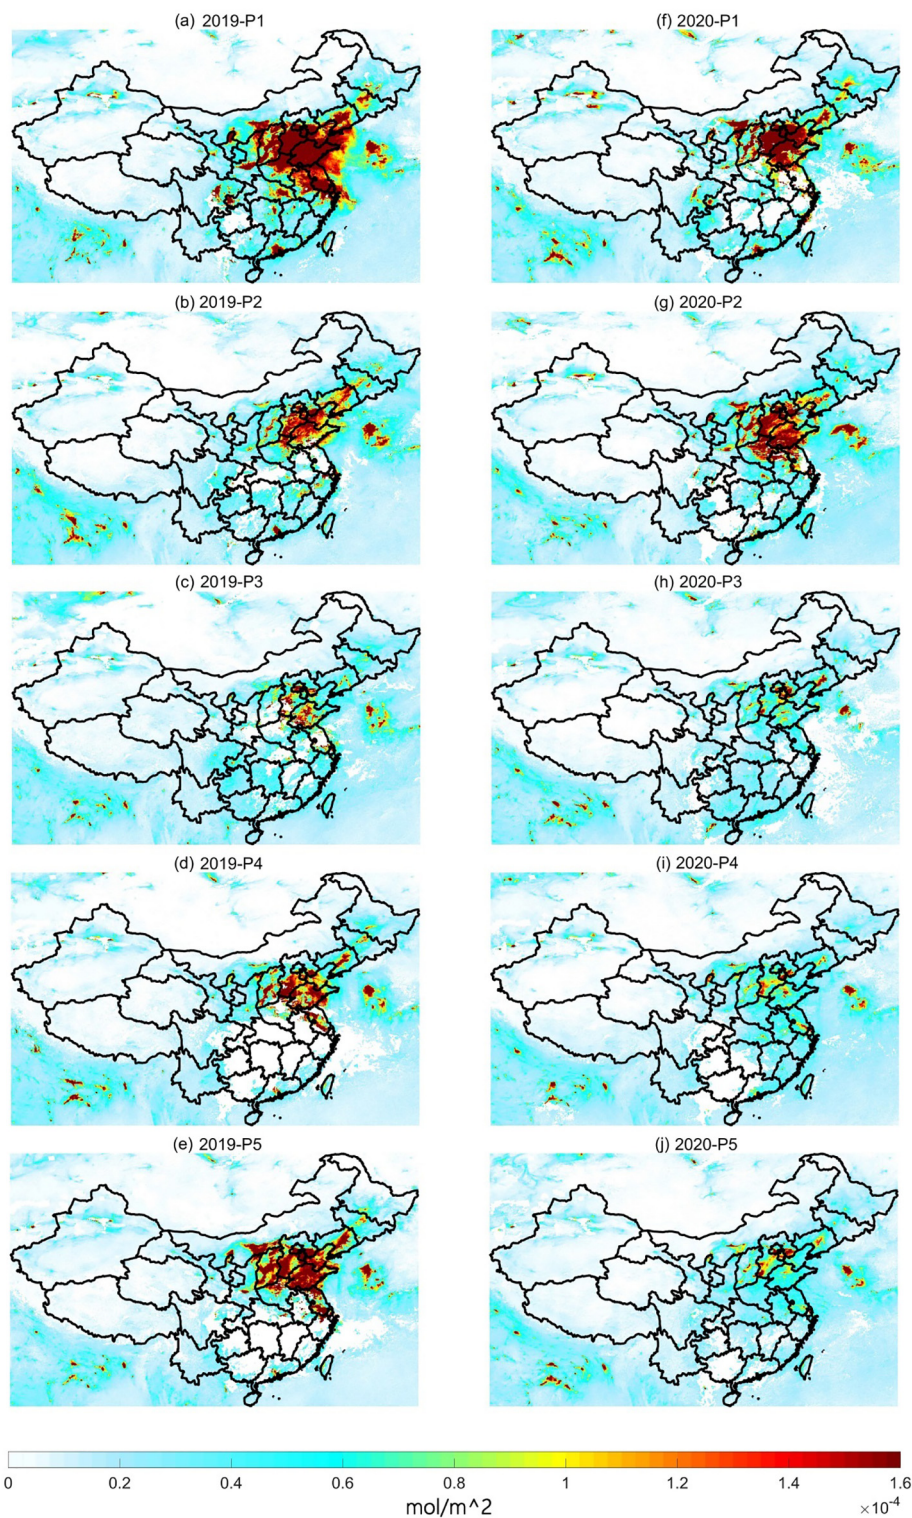 (a) 2019-P1
(f) 2020-P1
(b) 2019-P2
(g) 2020-P2
(c) 2019-P3
(h) 2020-P3
(d) 2019-P4
(i) 2020-P4
(e) 2019-P5
(j) 2020-P5
0 0.2 0.4 0.6 0.8 1 1.2 1.4 1.6
mol/m^2
×10⁻⁴